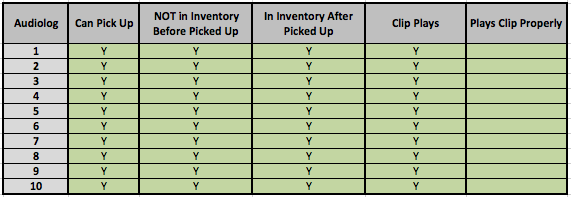 Audiolog Can Pick Up NOT in Inventory Before Picked Up In Inventory After Picked Up Clip Plays Plays Clip Properly
1 Y Y Y Y
2 Y Y Y Y
3 Y Y Y Y
4 Y Y Y Y
5 Y Y Y Y
6 Y Y Y Y
7 Y Y Y Y
8 Y Y Y Y
9 Y Y Y Y
10 Y Y Y Y